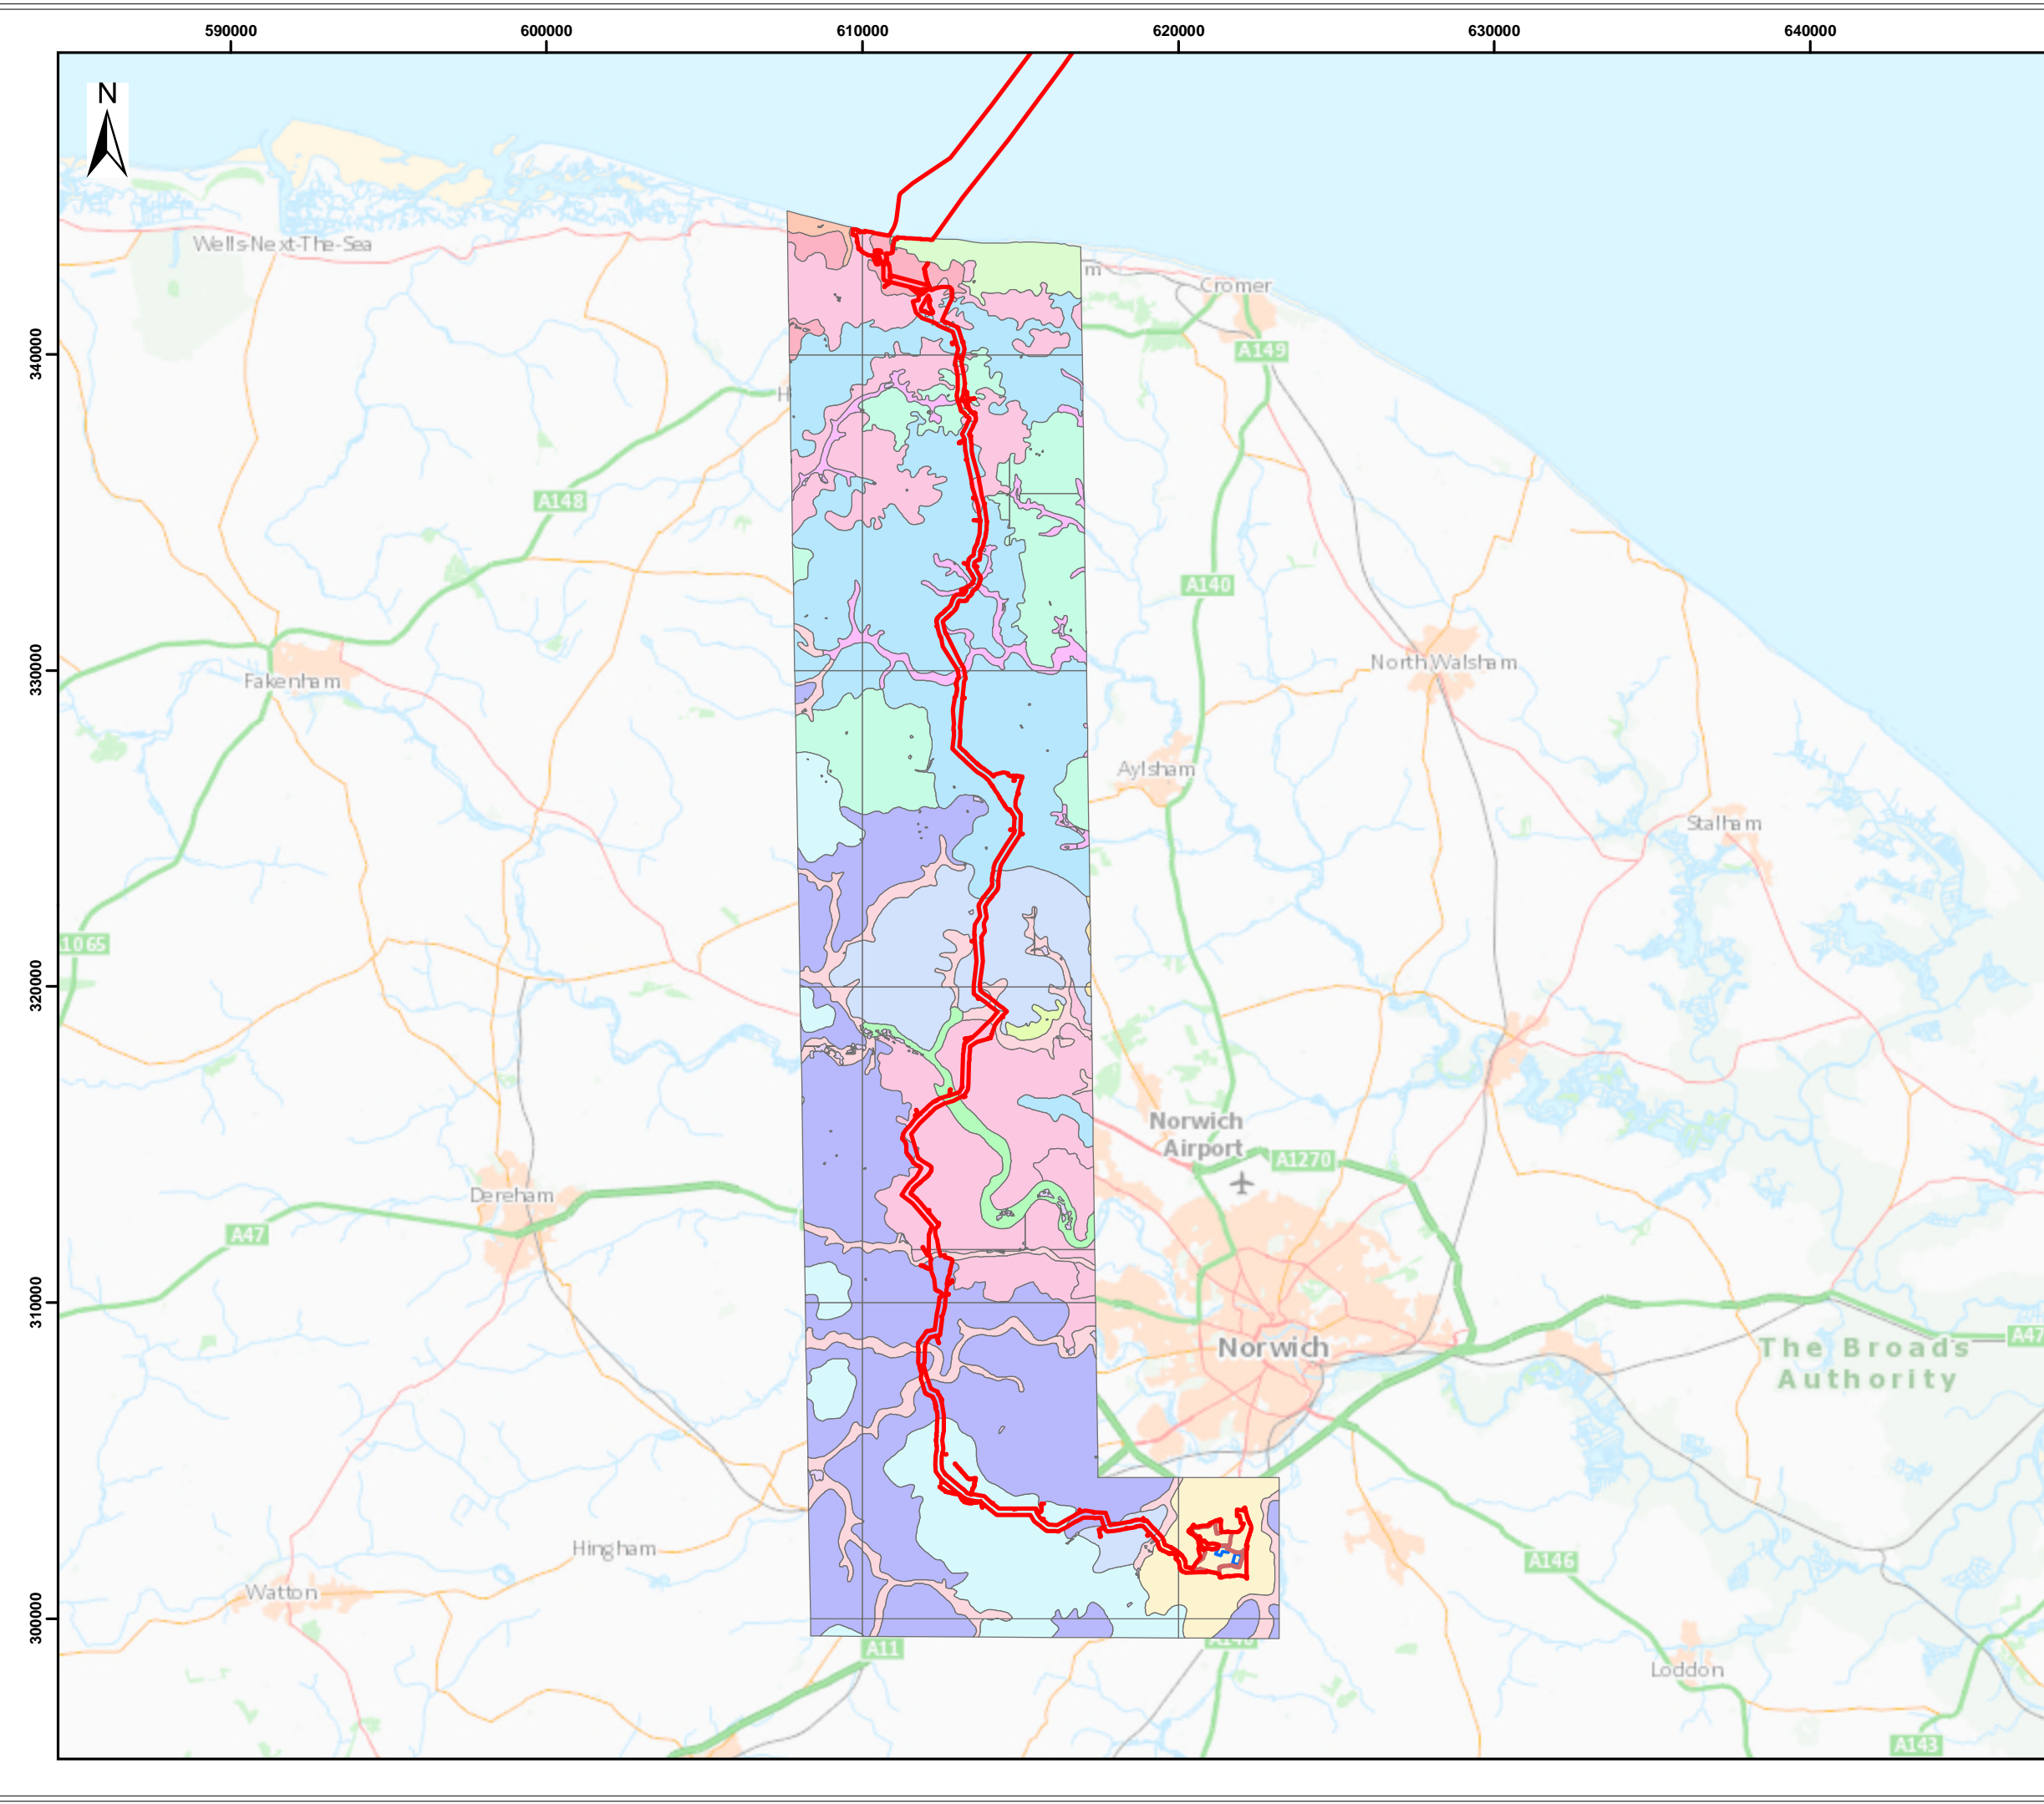 590000 600000 610000 620000 630000 640000
N
Wells-Next-The-Sea
m
Cromer
340000
A149
H
A148
A140
330000
North Walsham
Fakenham
Aylsham
Stalham
1065
320000
Norwich
Airport
A1270
Dereham
A47
310000
A47
Norwich
The Broads
Authority
Hingham
A146
Watton
300000
A11
Loddon
A143